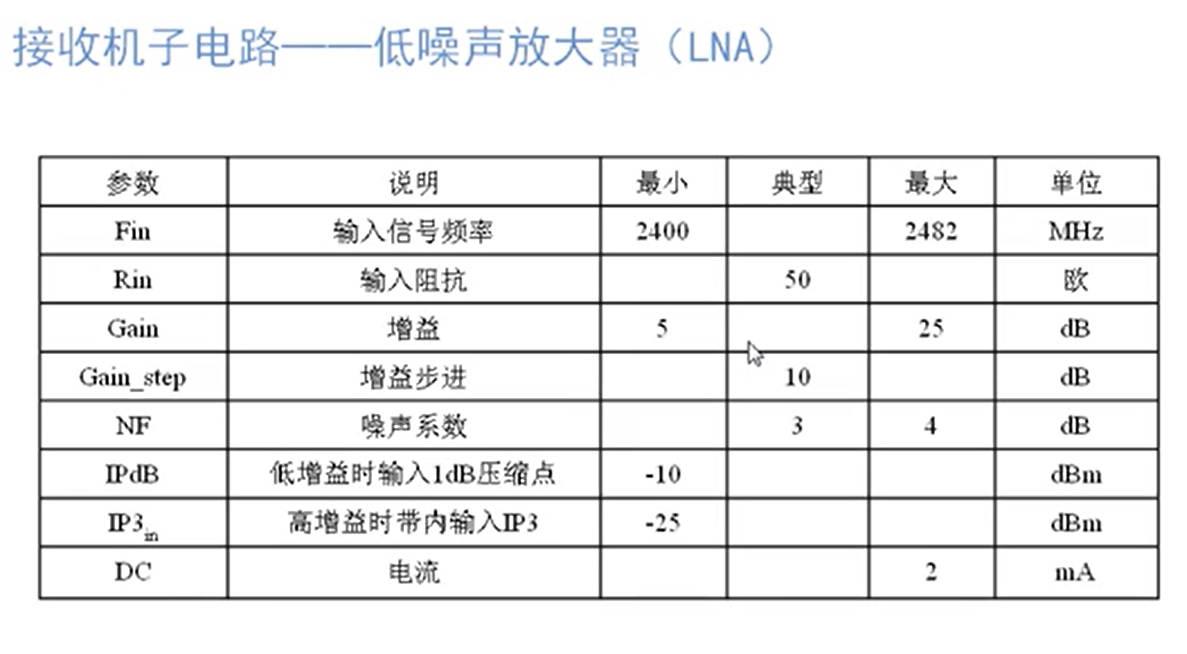 接收机子电路——低噪声放大器（LNA）
参数 说明 最小 典型 最大 单位
Fin 输入信号频率 2400 2482 MHz
Rin 输入阻抗 50 欧
Gain 增益 5 25 dB
Gain_step 增益步进 10 dB
NF 噪声系数 3 4 dB
IPdB 低增益时输入1dB压缩点 -10 dBm
IP3in 高增益时带内输入IP3 -25 dBm
DC 电流 2 mA